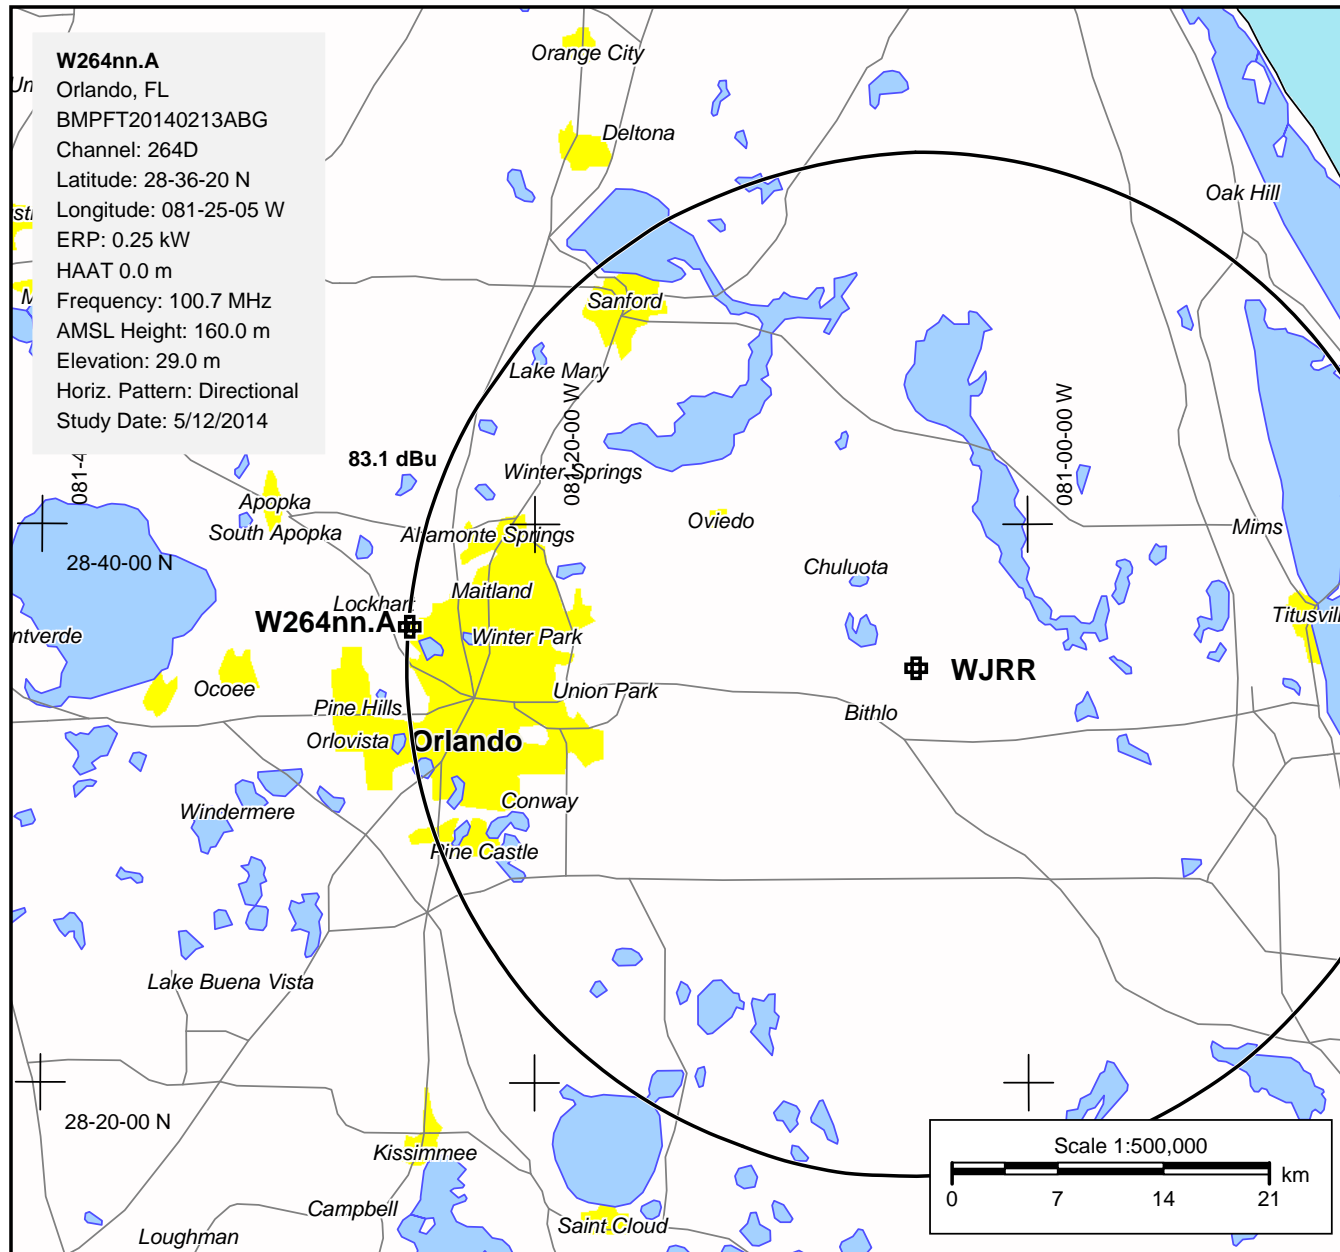 W264nn.A
Orlando, FL
BMPFT20140213ABG
Channel: 264D
Latitude: 28-36-20 N
Longitude: 081-25-05 W
ERP: 0.25 kW
HAAT 0.0 m
Frequency: 100.7 MHz
AMSL Height: 160.0 m
Elevation: 29.0 m
Horiz. Pattern: Directional
Study Date: 5/12/2014
Orange City
Deltona
Oak Hill
Sanford
Lake Mary
081-20-00 W
081-00-00 W
081-4
83.1 dBu
Winter Springs
Apopka
South Apopka
Altamonte Springs
Oviedo
Mims
28-40-00 N
Chuluota
Maitland
Lockhart
Titusvill
W264nn.A
ntverde
Winter Park
WJRR
Ocoee
Union Park
Pine Hills
Bithlo
Orlovista
Orlando
Windermere
Conway
Pine Castle
Lake Buena Vista
28-20-00 N
Kissimmee
Campbell
Saint Cloud
Loughman
Scale 1:500,000
km
0 7 14 21